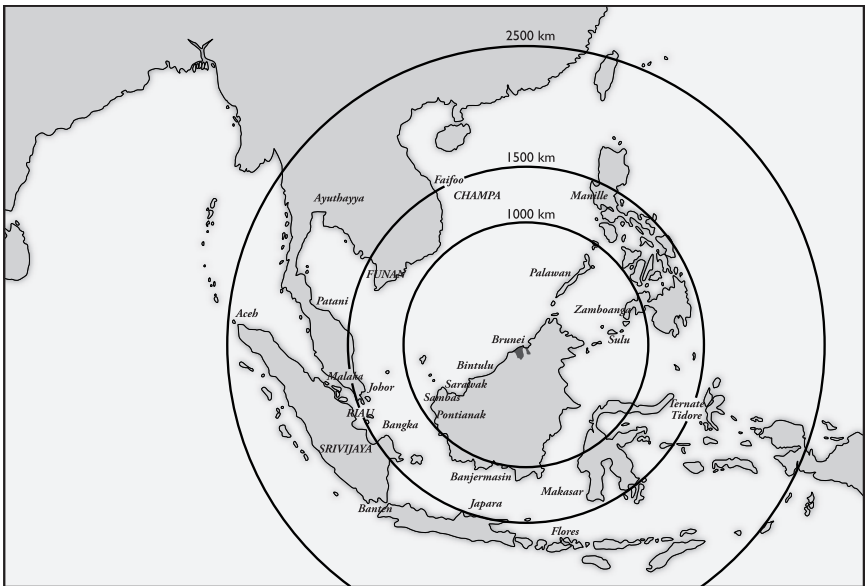 2500 km
1500 km
Faifoo
CHAMPA
Manille
Ayuthayya
1000 km
FUNAN
Palawan
Patani
Aceh
Zamboanga
Brunei
Sulu
Bintulu
Malaka
Johor
Sarawak
Sambas
Ternate
Tidore
RIAU
Pontianak
Bangka
SRIVIJAYA
Banjermasin
Makasar
Japara
Banten
Flores